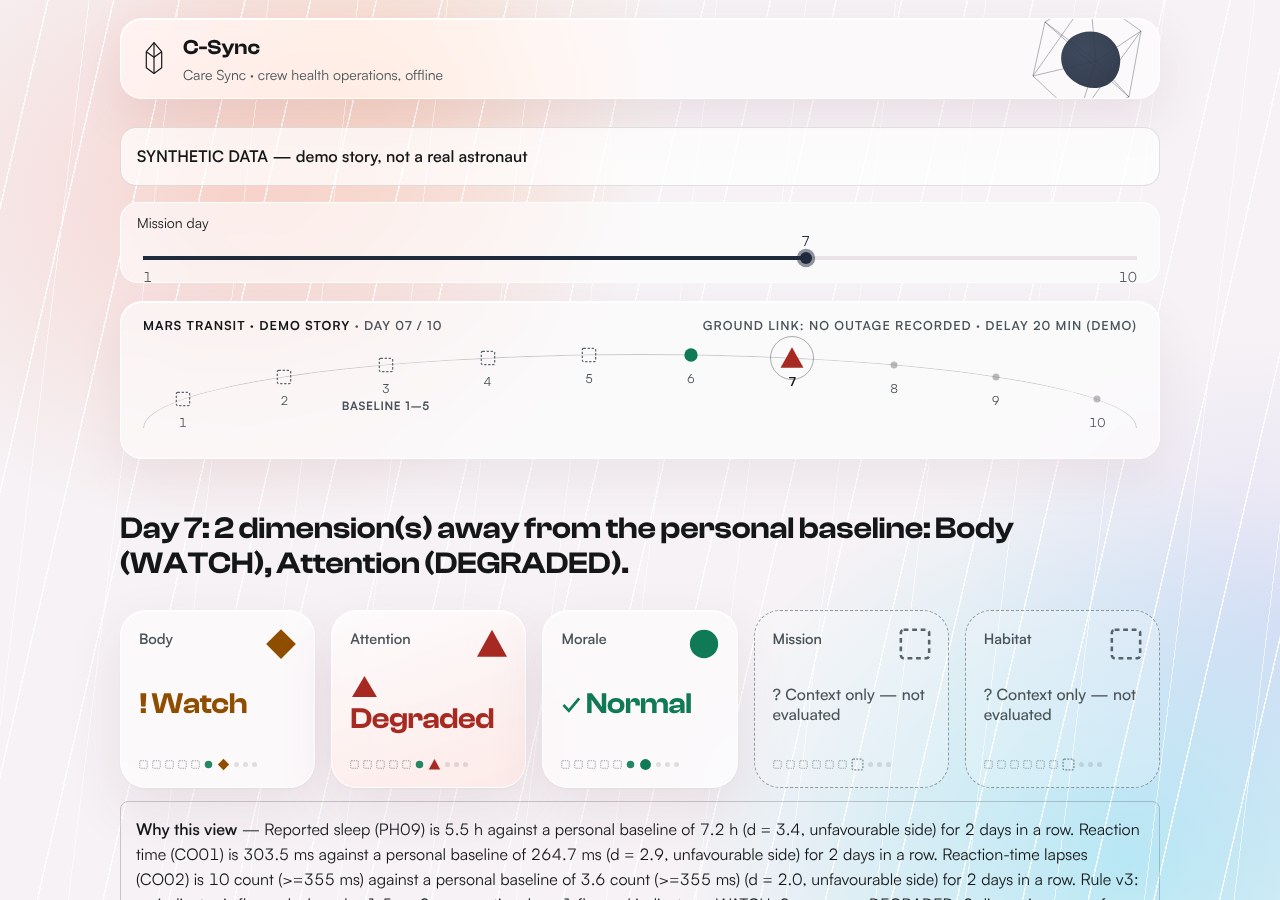 C-Sync
Care Sync · crew health operations, offline
SYNTHETIC DATA — demo story, not a real astronaut
Mission day
7
1
10
MARS TRANSIT · DEMO STORY · DAY 07 / 10
GROUND LINK: NO OUTAGE RECORDED · DELAY 20 MIN (DEMO)
1
2
3
4
5
6
7
8
9
10
BASELINE 1–5
Day 7: 2 dimension(s) away from the personal baseline: Body
(WATCH), Attention (DEGRADED).
Body
! Watch
Attention
Degraded
Morale
Normal
Mission
? Context only — not
evaluated
Habitat
? Context only — not
evaluated
Why this view — Reported sleep (PH09) is 5.5 h against a personal baseline of 7.2 h (d = 3.4, unfavourable side) for 2 days in a row. Reaction
time (CO01) is 303.5 ms against a personal baseline of 264.7 ms (d = 2.9, unfavourable side) for 2 days in a row. Reaction-time lapses
(CO02) is 10 count (>=355 ms) against a personal baseline of 3.6 count (>=355 ms) (d = 2.0, unfavourable side) for 2 days in a row. Rule v3: